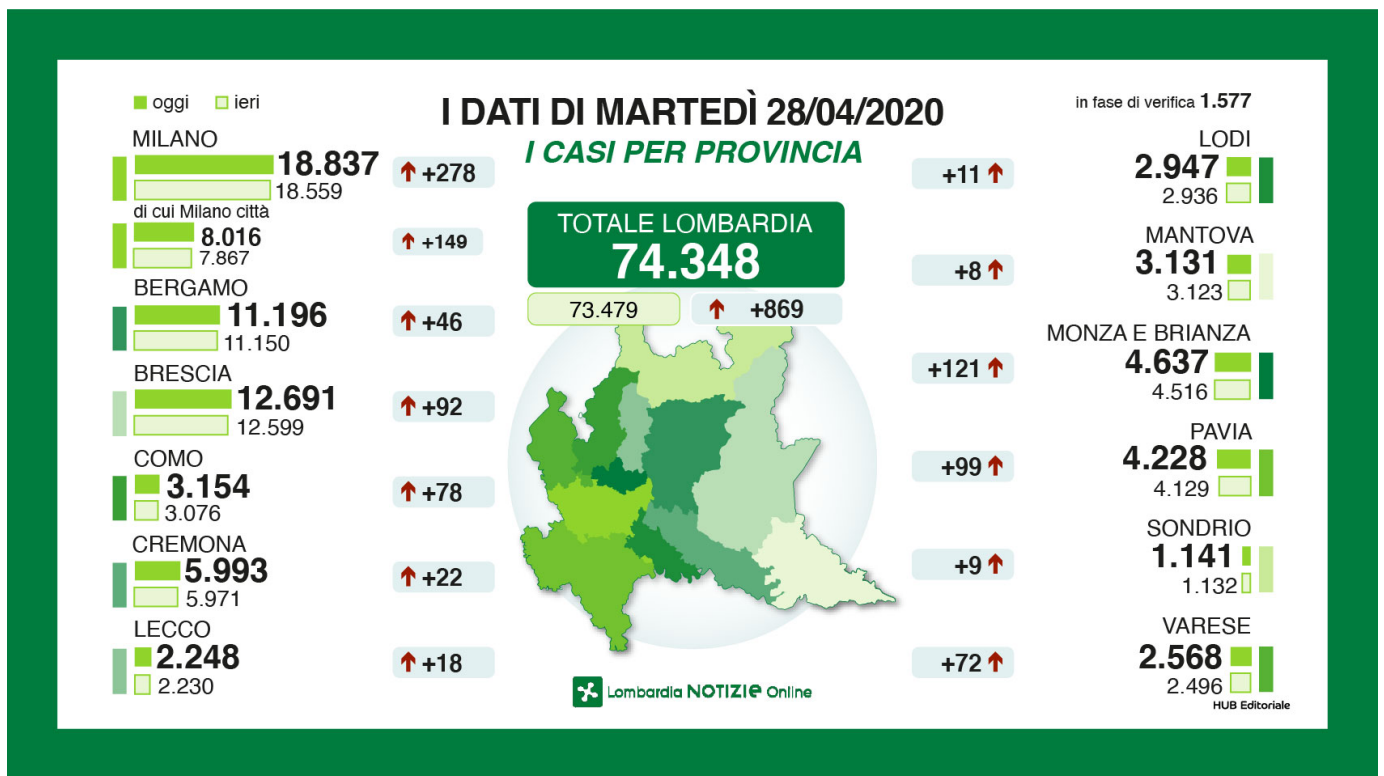 oggi ieri
I DATI DI MARTEDÌ 28/04/2020
I CASI PER PROVINCIA
in fase di verifica 1.577
MILANO
18.837
18.559
+278
di cui Milano città
8.016
7.867
+149
BERGAMO
11.196
11.150
+46
BRESCIA
12.691
12.599
+92
COMO
3.154
3.076
+78
CREMONA
5.993
5.971
+22
LECCO
2.248
2.230
+18
TOTALE LOMBARDIA
74.348
73.479
+869
LODI
2.947
2.936
+11
MANTOVA
3.131
3.123
+8
MONZA E BRIANZA
4.637
4.516
+121
PAVIA
4.228
4.129
+99
SONDRIO
1.141
1.132
+9
VARESE
2.568
2.496
+72
Lombardia NOTIZIE Online
HUB Editoriale